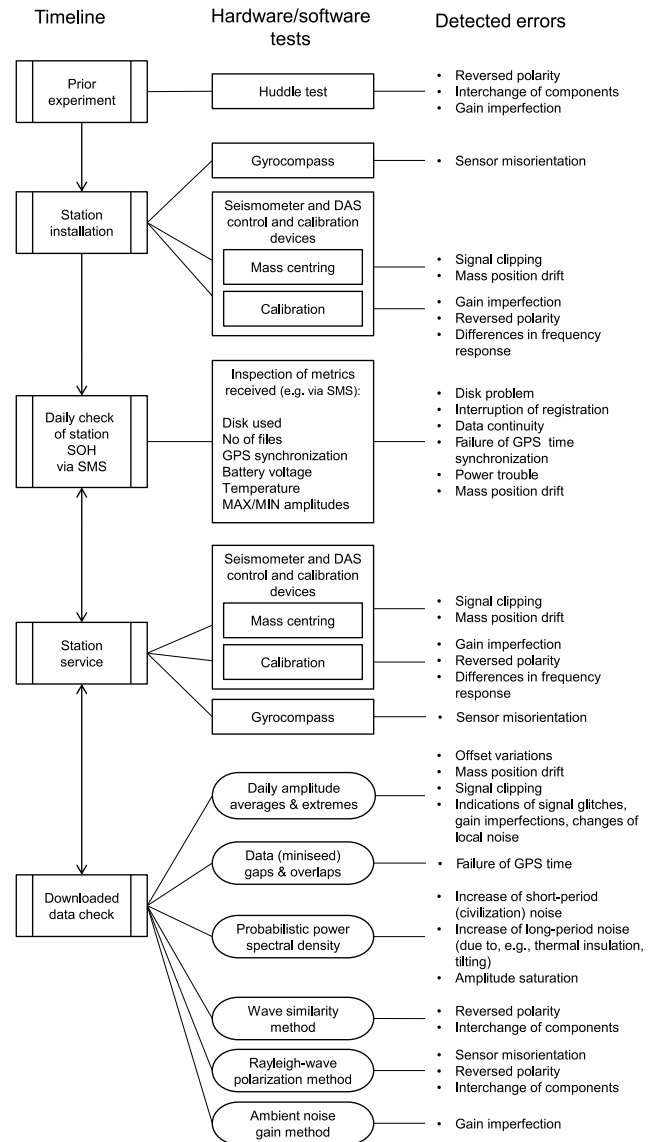 Timeline
Hardware/software
tests
Detected errors
Prior
experiment
Huddle test
• Reversed polarity
• Interchange of components
• Gain imperfection
Station
installation
Gyrocompass
• Sensor misorientation
Seismometer and DAS
control and calibration
devices
Mass centring
• Signal clipping
• Mass position drift
Calibration
• Gain imperfection
• Reversed polarity
• Differences in frequency
response
Daily check
of station
SOH
via SMS
Inspection of metrics
received (e.g. via SMS):
Disk used
No of files
GPS synchronization
Battery voltage
Temperature
MAX/MIN amplitudes
• Disk problem
• Interruption of registration
• Data continuity
• Failure of GPS time
synchronization
• Power trouble
• Mass position drift
Station
service
Seismometer and DAS
control and calibration
devices
Mass centring
• Signal clipping
• Mass position drift
Calibration
• Gain imperfection
• Reversed polarity
• Differences in frequency
response
Gyrocompass
• Sensor misorientation
Downloaded
data check
Daily amplitude
averages & extremes
• Offset variations
• Mass position drift
• Signal clipping
• Indications of signal glitches,
gain imperfections, changes of
local noise
Data (miniseed)
gaps & overlaps
• Failure of GPS time
Probabilistic power
spectral density
• Increase of short-period
(civilization) noise
• Increase of long-period noise
(due to, e.g., thermal insulation,
tilting)
• Amplitude saturation
Wave similarity
method
• Reversed polarity
• Interchange of components
Rayleigh-wave
polarization method
• Sensor misorientation
• Reversed polarity
• Interchange of components
Ambient noise
gain method
• Gain imperfection